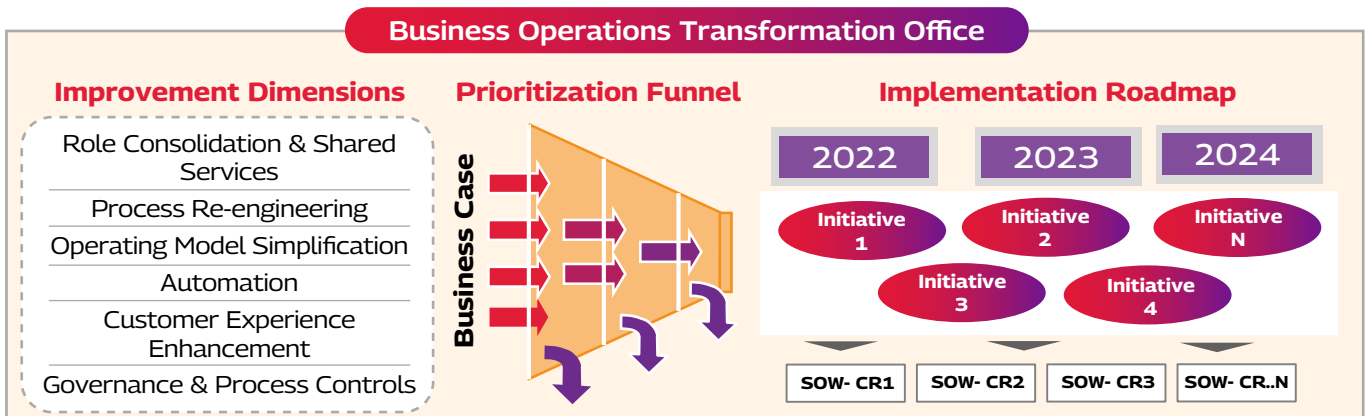 Business Operations Transformation Office
Improvement Dimensions
Role Consolidation & Shared
Services
Process Re-engineering
Operating Model Simplification
Automation
Customer Experience
Enhancement
Governance & Process Controls
Prioritization Funnel
Business Case
Implementation Roadmap
2022
2023
2024
Initiative
1
Initiative
2
Initiative
N
Initiative
3
Initiative
4
SOW- CR1
SOW- CR2
SOW- CR3
SOW- CR..N